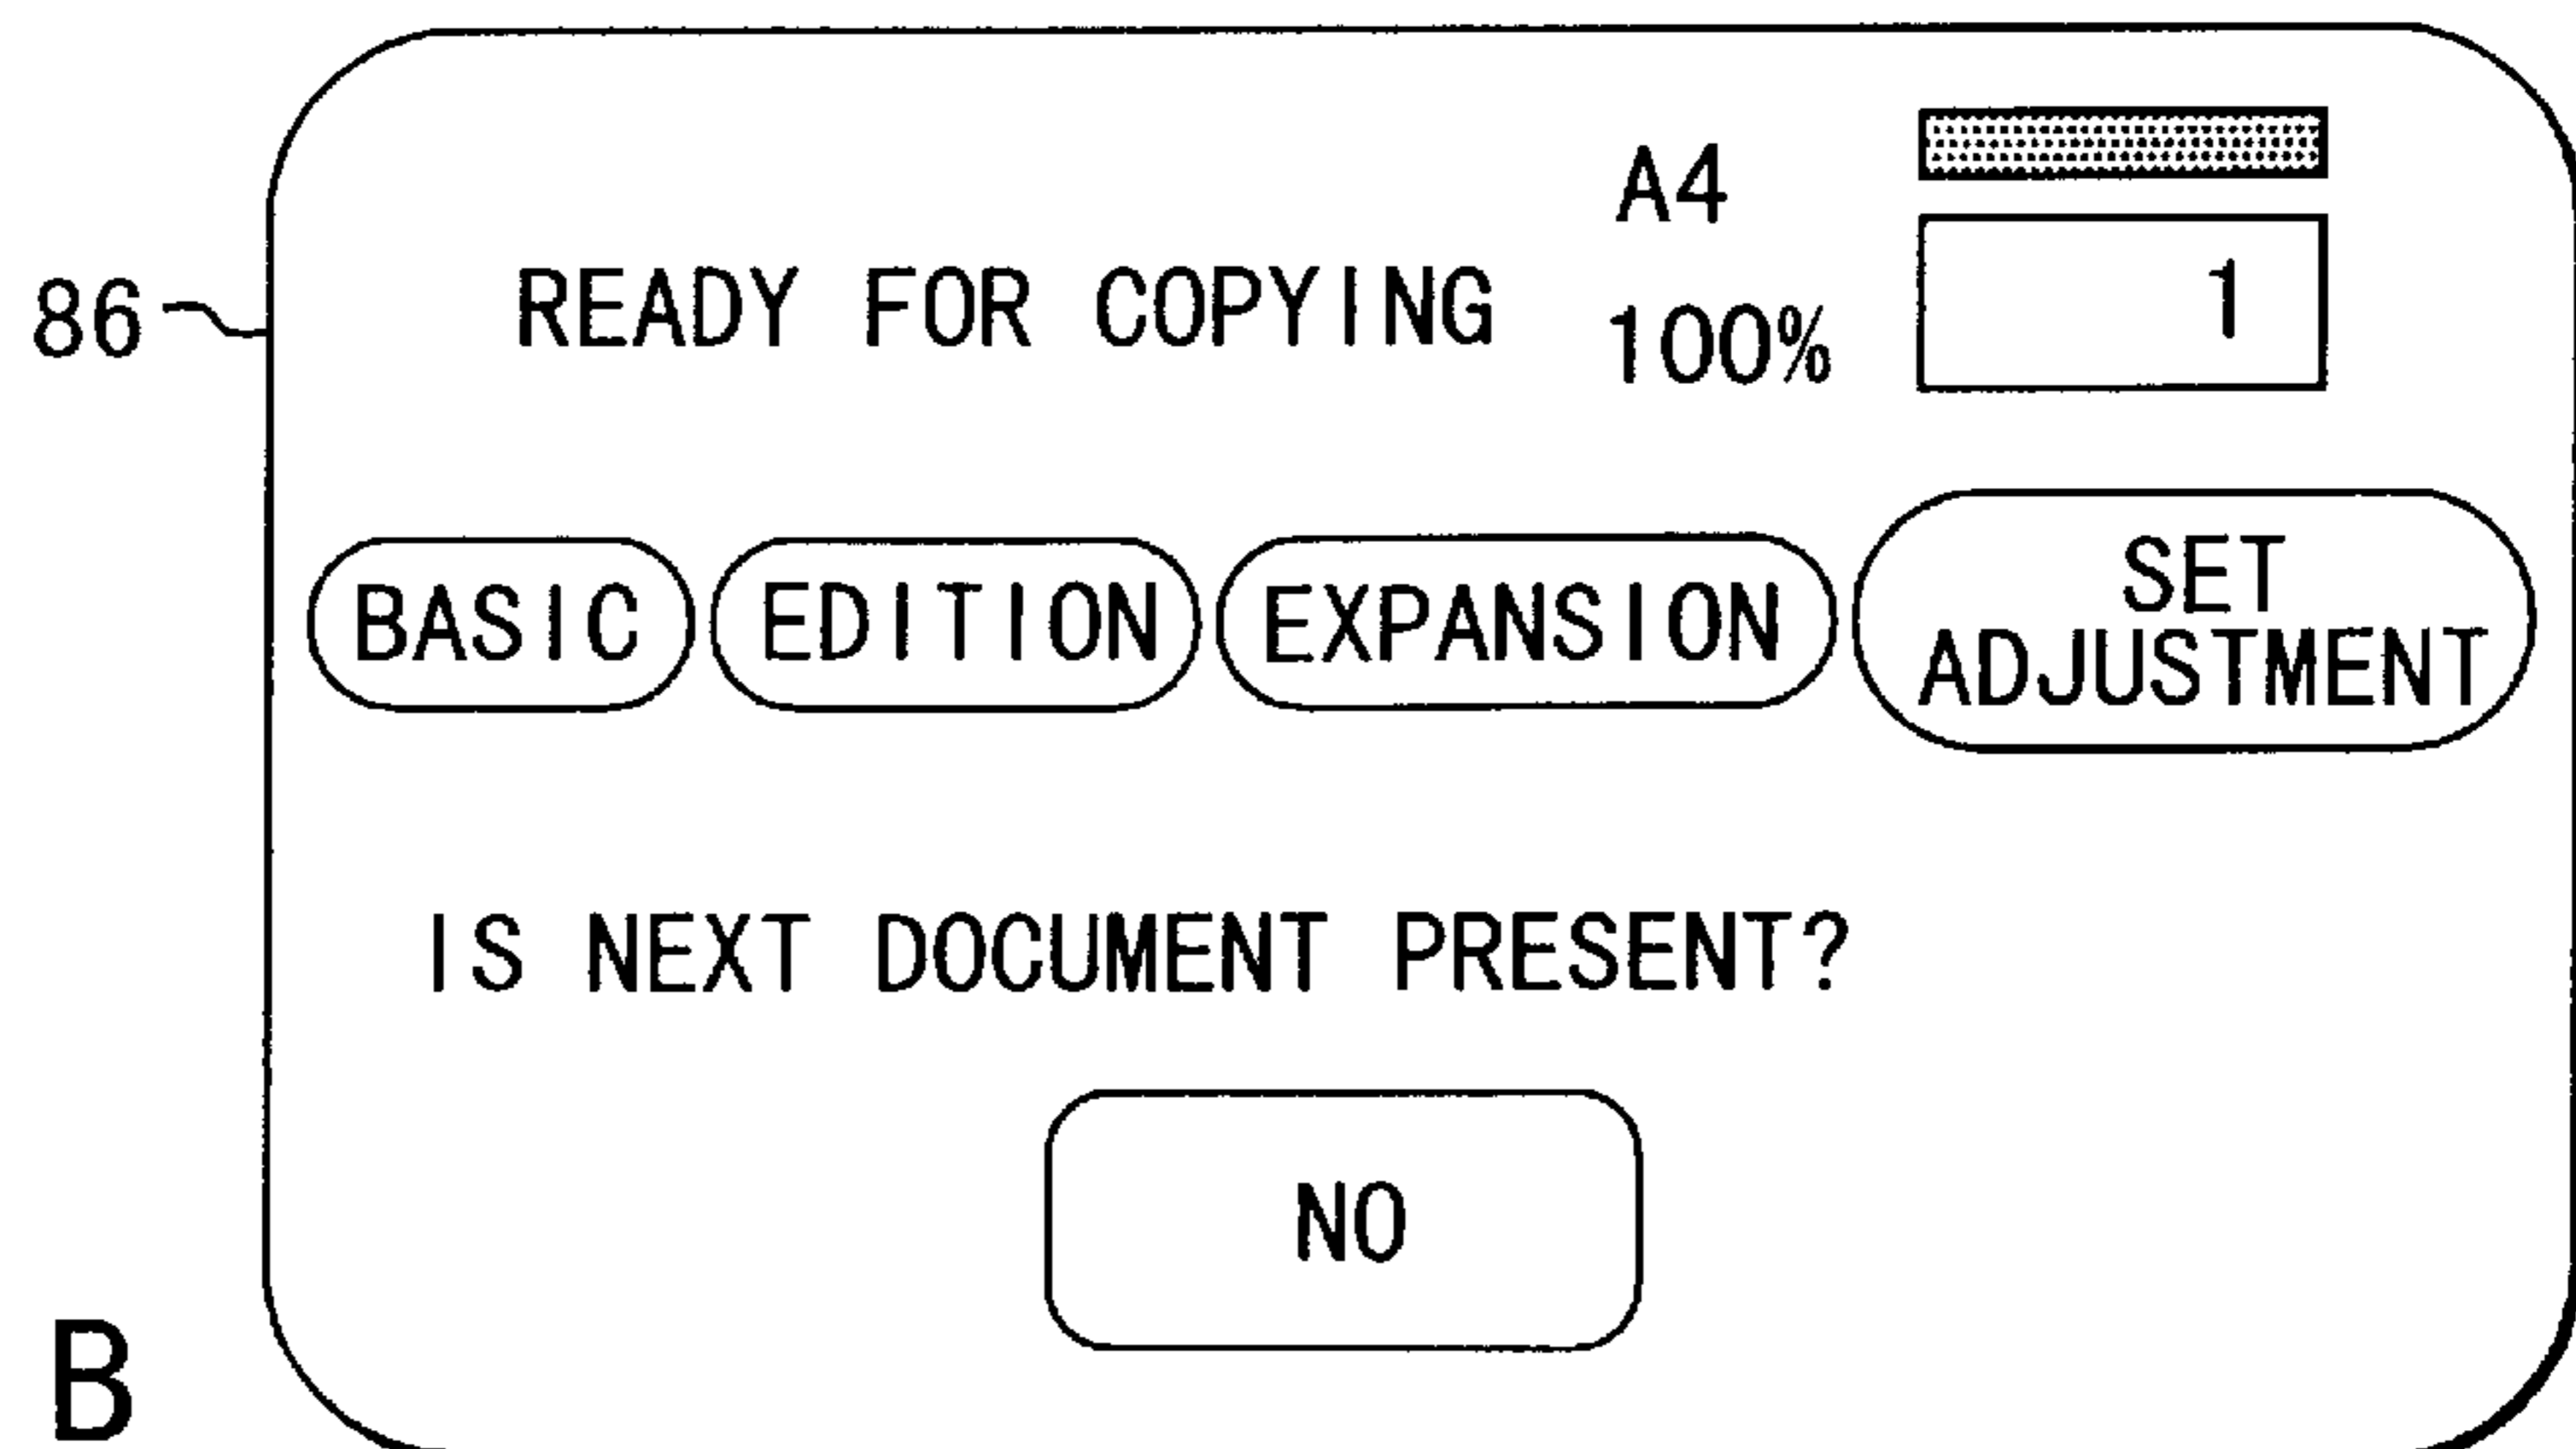 A4
86 READY FOR COPYING 100% 1
BASIC EDITION EXPANSION SET
ADJUSTMENT
IS NEXT DOCUMENT PRESENT?
NO
B